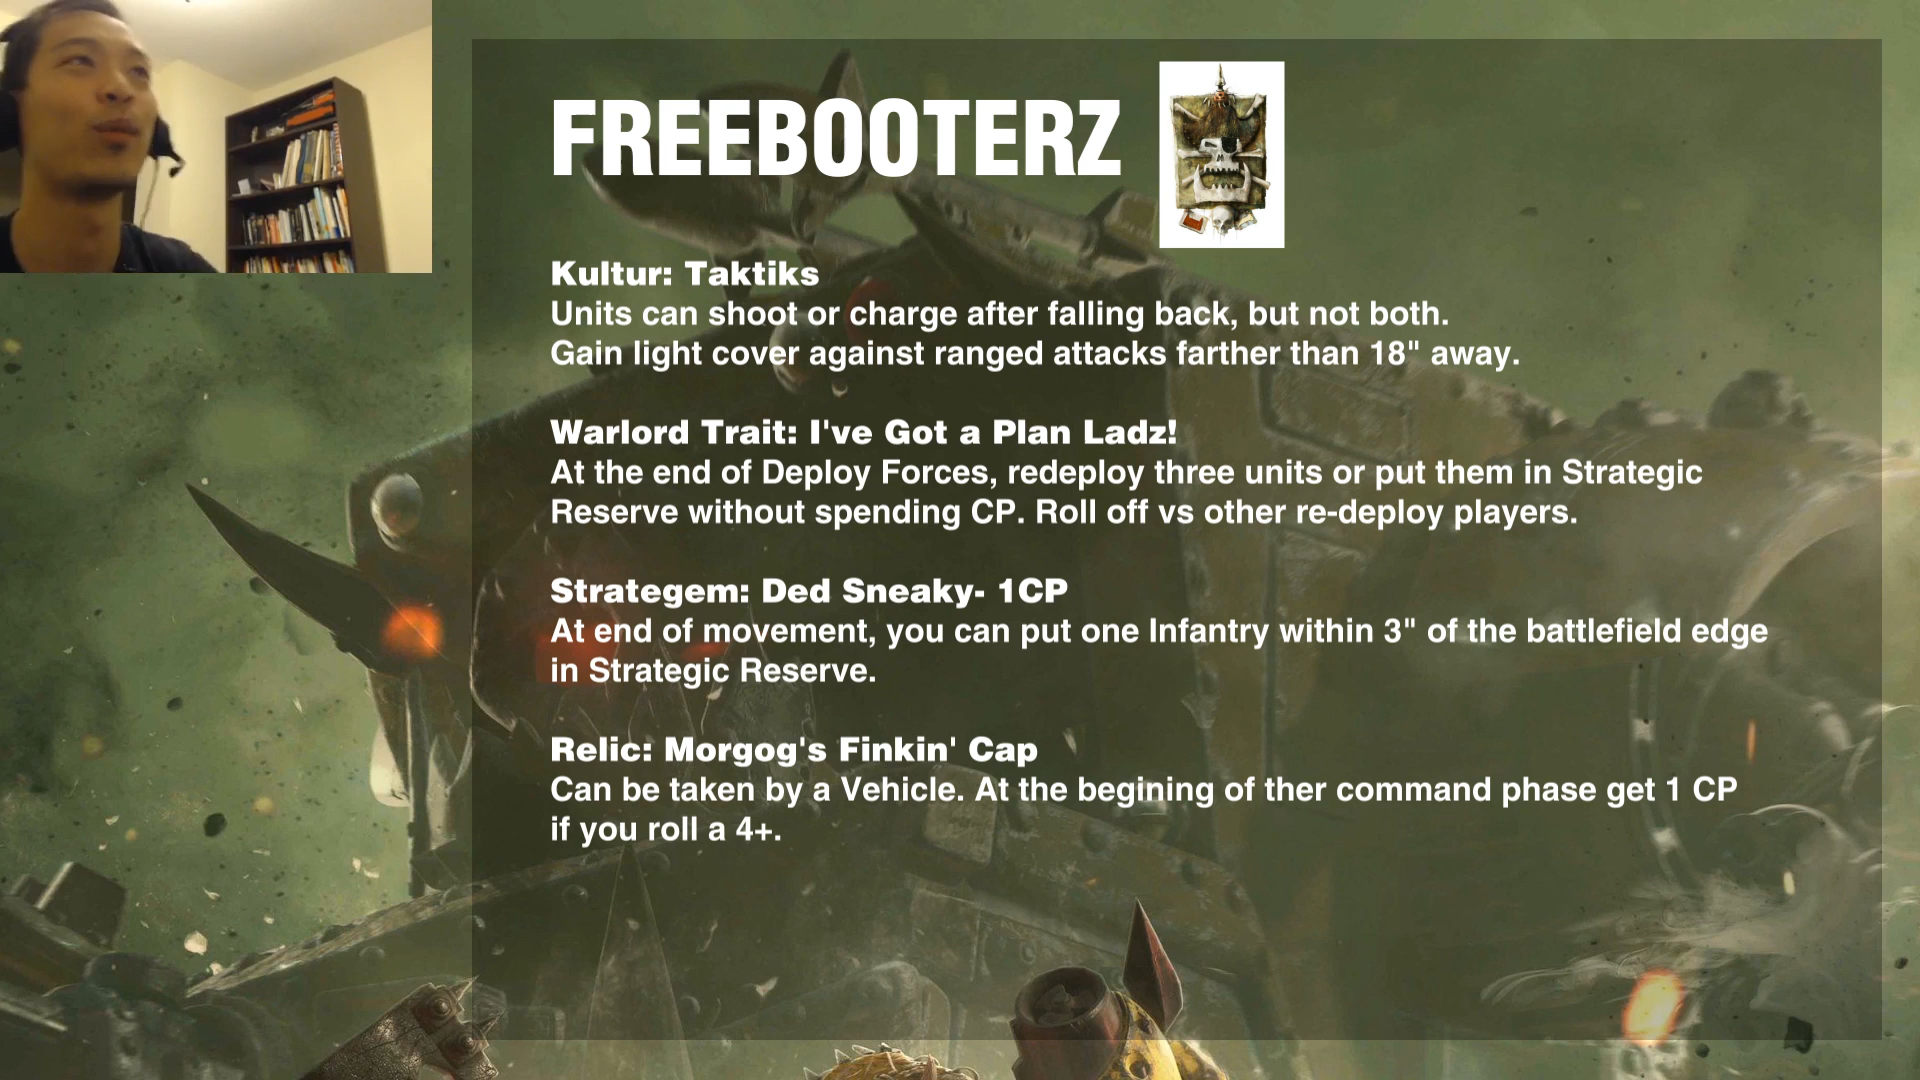 FREEBOOTERZ
Kultur: Taktiks
Units can shoot or charge after falling back, but not both.
Gain light cover against ranged attacks farther than 18" away.
Warlord Trait: I've Got a Plan Ladz!
At the end of Deploy Forces, redeploy three units or put them in Strategic
Reserve without spending CP. Roll off vs other re-deploy players.
Strategem: Ded Sneaky- 1CP
At end of movement, you can put one Infantry within 3" of the battlefield edge
in Strategic Reserve.
Relic: Morgog's Finkin' Cap
Can be taken by a Vehicle. At the begining of ther command phase get 1 CP
if you roll a 4+.